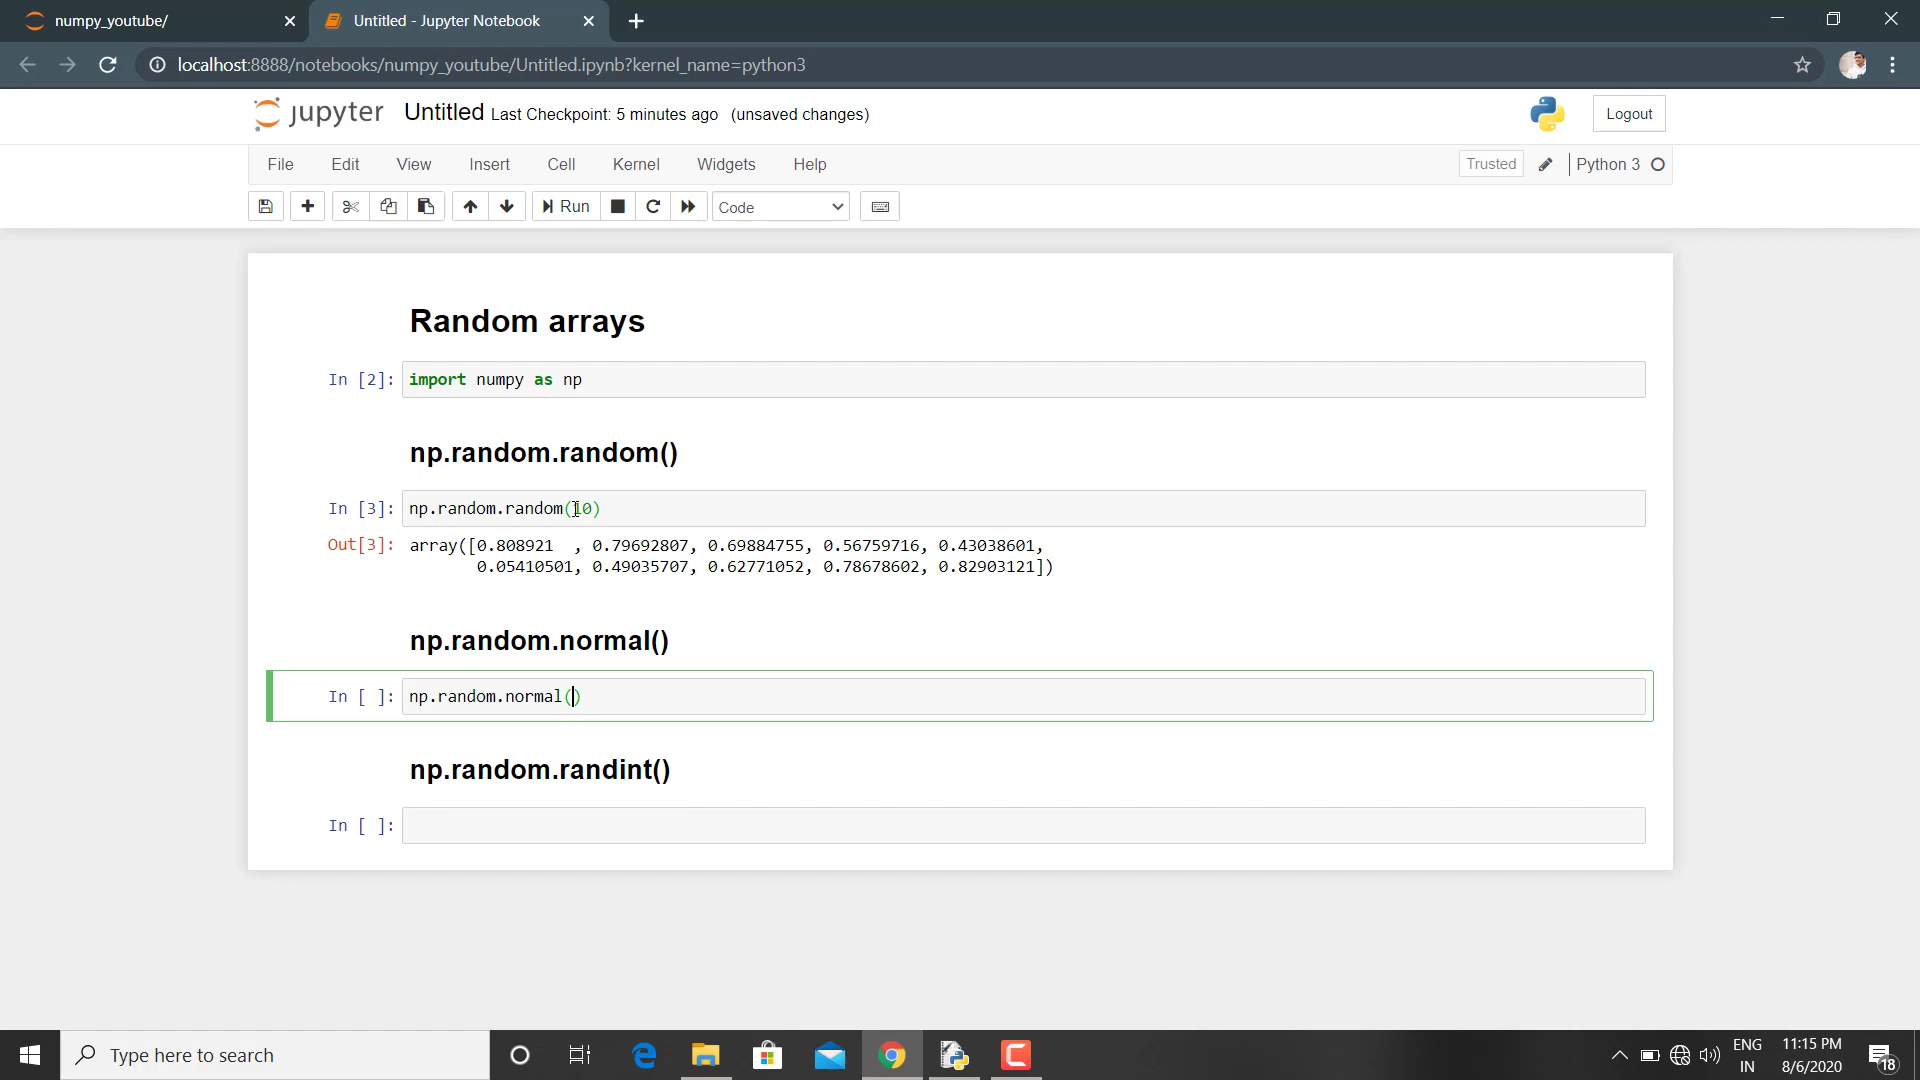 numpy_youtube/
Untitled - Jupyter Notebook
localhost:8888/notebooks/numpy_youtube/Untitled.ipynb?kernel_name=python3
jupyter Untitled Last Checkpoint: 5 minutes ago (unsaved changes)
Logout
File Edit View Insert Cell Kernel Widgets Help
Trusted
Python 3
Run
Code
Random arrays
In [2]: import numpy as np
np.random.random()
In [3]: np.random.random(10)
Out[3]: array([0.808921  , 0.79692807, 0.69884755, 0.56759716, 0.43038601,
0.05410501, 0.49035707, 0.62771052, 0.78678602, 0.82903121])
np.random.normal()
In [ ]: np.random.normal()
np.random.randint()
In [ ]:
Type here to search
ENG
IN
11:15 PM
8/6/2020
18